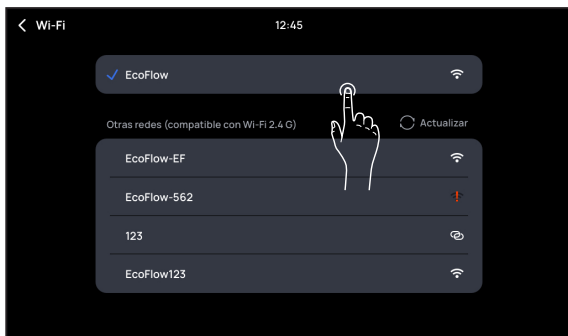 Wi-Fi
12:45
EcoFlow
Otras redes (compatible con Wi-Fi 2.4 G)
Actualizar
EcoFlow-EF
EcoFlow-562
123
EcoFlow123